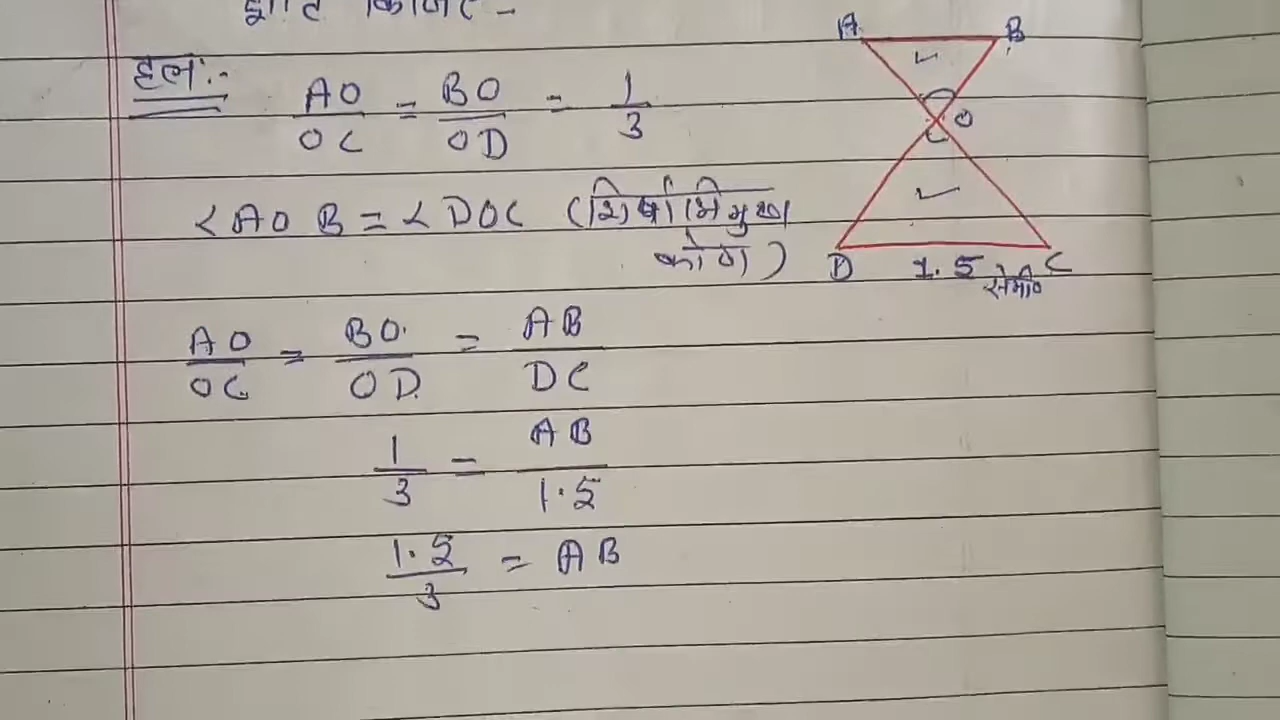 ज्ञात कीजिए -
हल :-
AO/OC = BO/OD = 1/3
<AOB = <DOC (शिर्षाभिमुख
कोण)
AO/OC = BO/OD = AB/DC
1/3 = AB/1.5
1.5/3 = AB
A B
O
D 1.5 सेमी० C